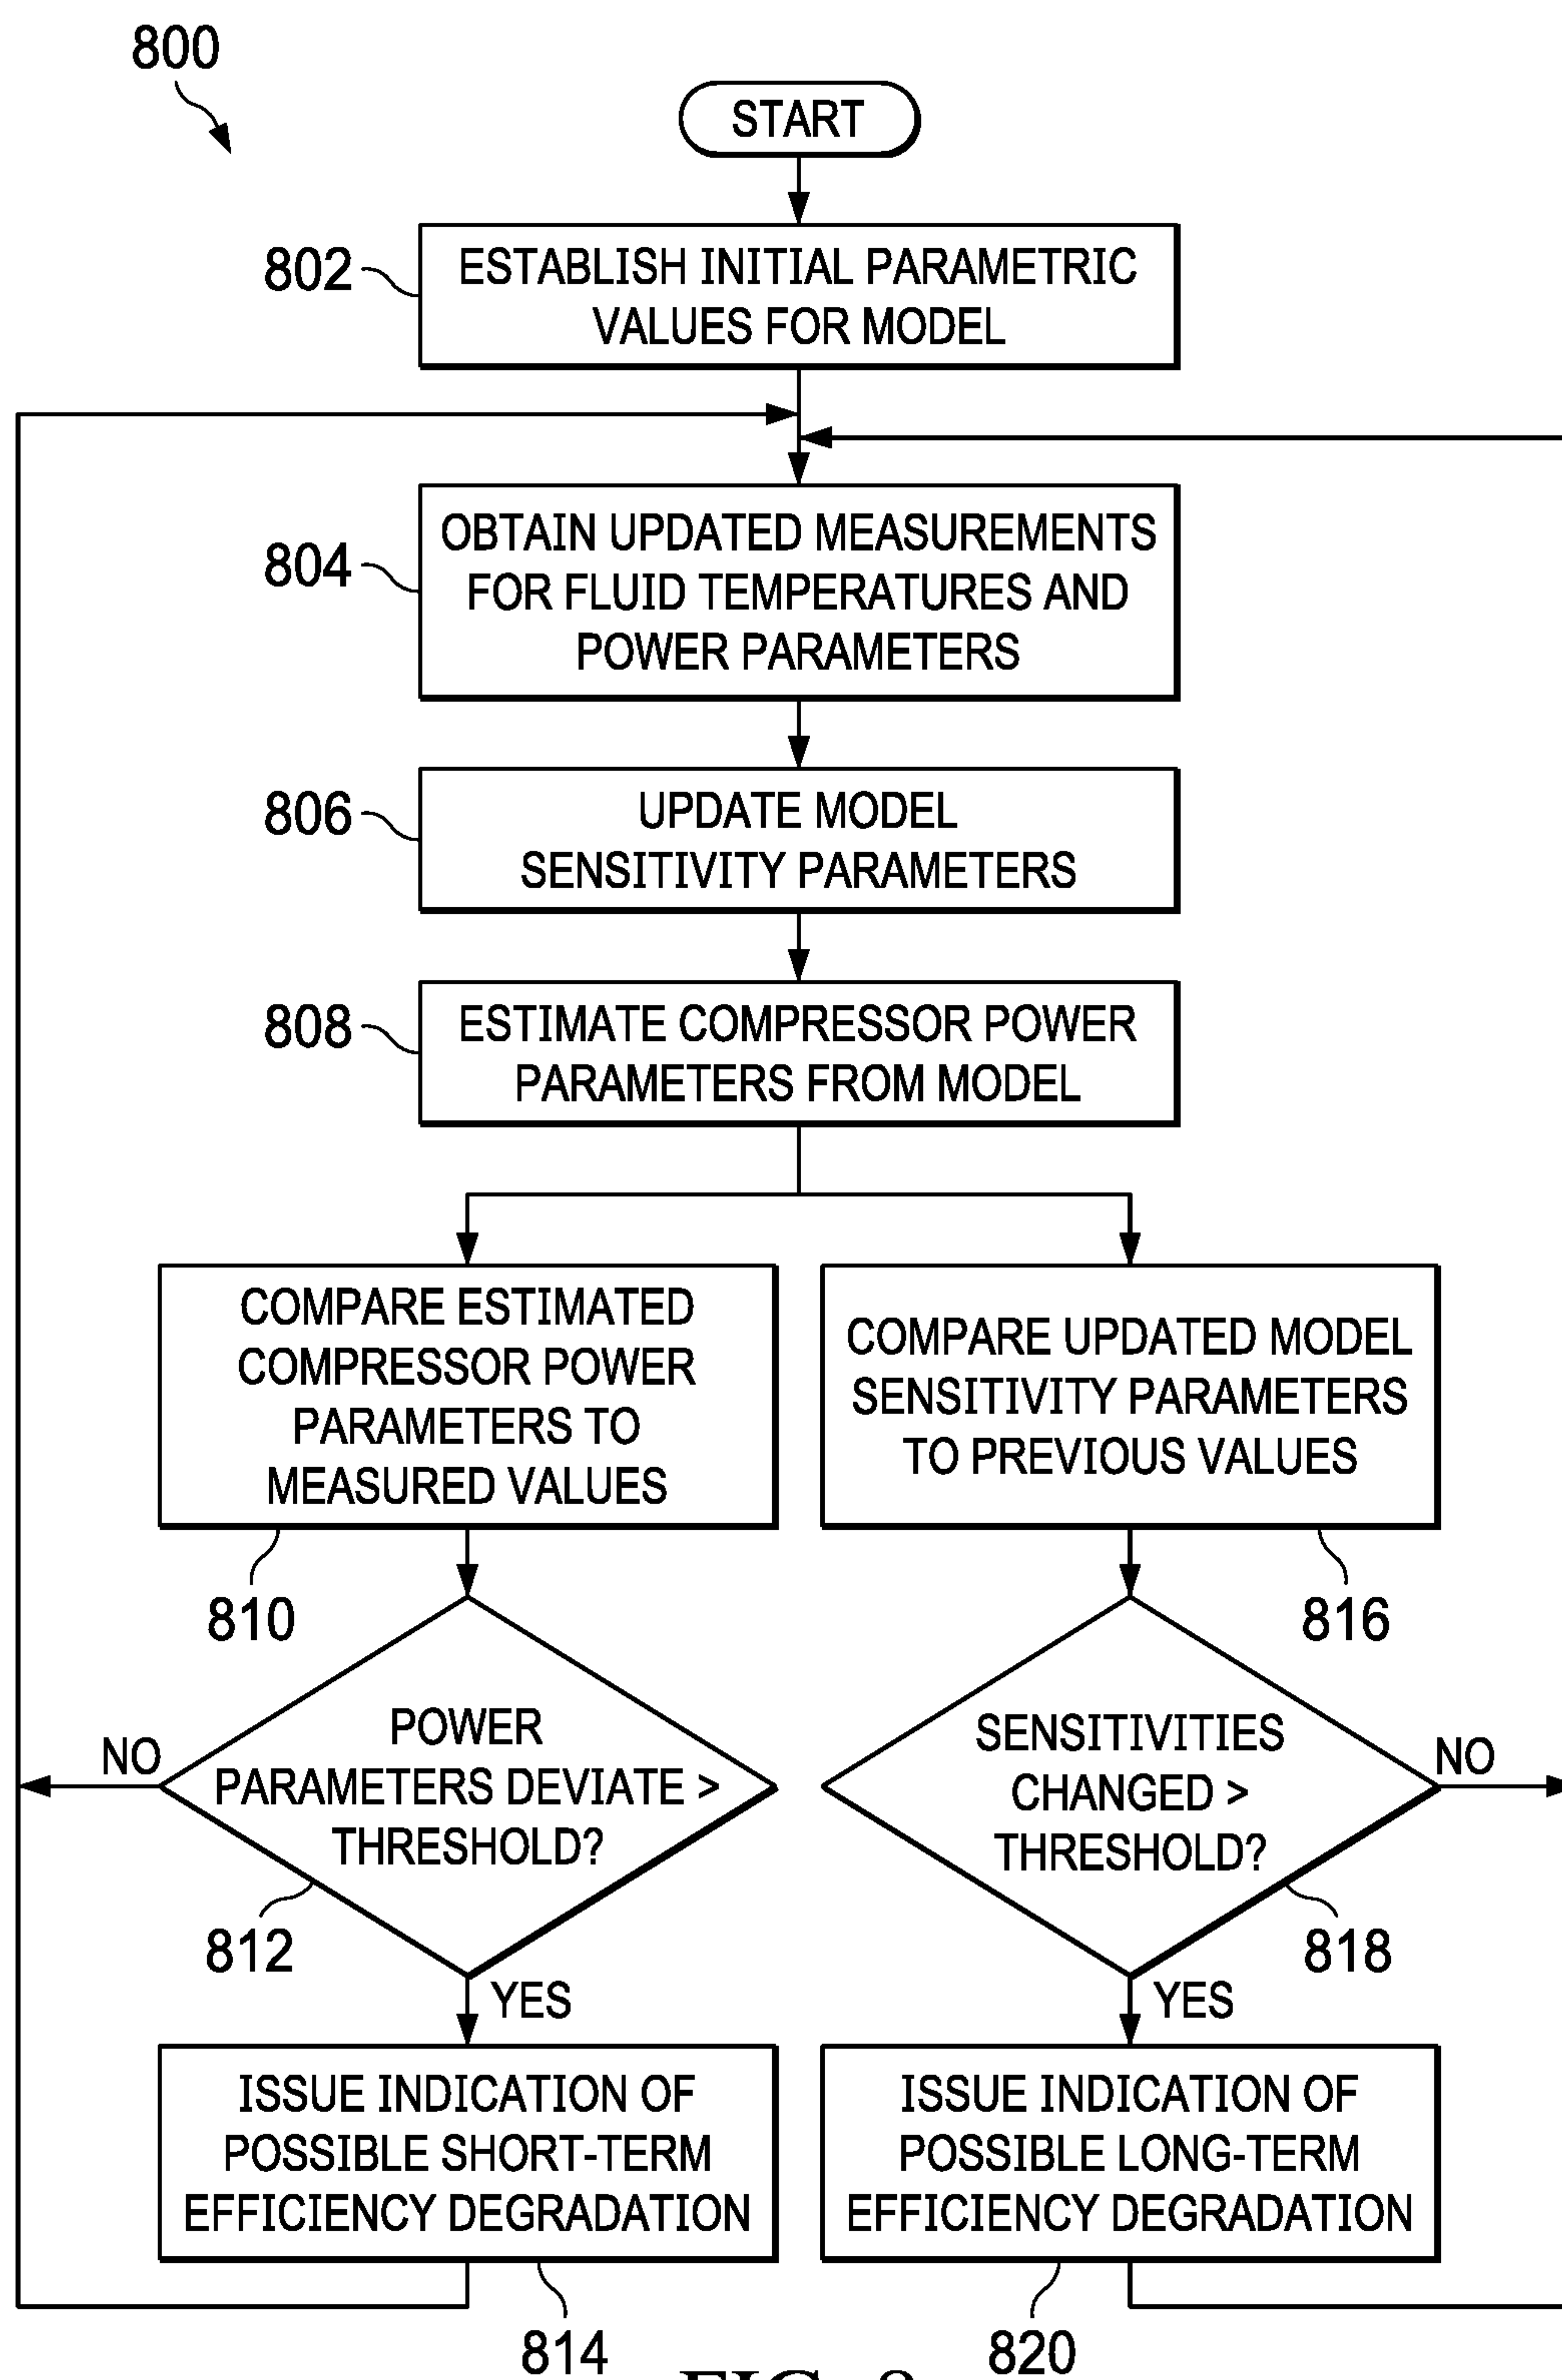 800
START
802
ESTABLISH INITIAL PARAMETRIC
VALUES FOR MODEL
804
OBTAIN UPDATED MEASUREMENTS
FOR FLUID TEMPERATURES AND
POWER PARAMETERS
806
UPDATE MODEL
SENSITIVITY PARAMETERS
808
ESTIMATE COMPRESSOR POWER
PARAMETERS FROM MODEL
COMPARE ESTIMATED
COMPRESSOR POWER
PARAMETERS TO
MEASURED VALUES
810
COMPARE UPDATED MODEL
SENSITIVITY PARAMETERS
TO PREVIOUS VALUES
816
NO
POWER
PARAMETERS DEVIATE >
THRESHOLD?
812
YES
SENSITIVITIES
CHANGED >
THRESHOLD?
NO
818
YES
ISSUE INDICATION OF
POSSIBLE SHORT-TERM
EFFICIENCY DEGRADATION
814
ISSUE INDICATION OF
POSSIBLE LONG-TERM
EFFICIENCY DEGRADATION
820
FIG. 8